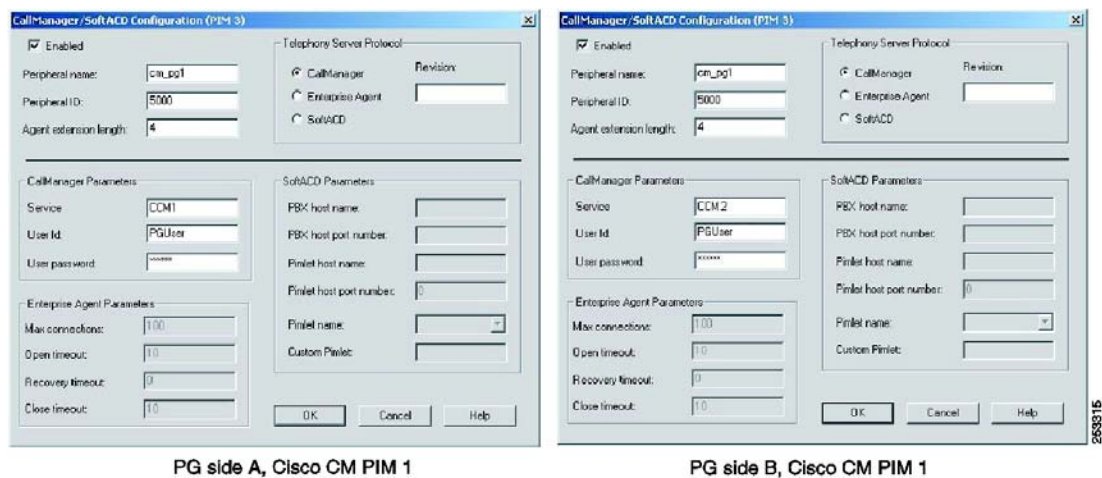 CallManager/SoftACD Configuration (PIM 3)
Enabled
Peripheral name: cm_pg1
Peripheral ID: 5000
Agent extension length: 4
Telephony Server Protocol
CallManager
Enterprise Agent
SoftACD
Revision:
CallManager Parameters
Service CCM1
User Id: PGUser
User password: ******
Enterprise Agent Parameters
Max connections: 100
Open timeout: 10
Recovery timeout: 0
Close timeout: 10
SoftACD Parameters
PBX host name:
PBX host port number:
Pimlet host name:
Pimlet host port number: 0
Pimlet name:
Custom Pimlet:
OK Cancel Help
PG side A, Cisco CM PIM 1
CallManager/SoftACD Configuration (PIM 3)
Enabled
Peripheral name: cm_pg1
Peripheral ID: 5000
Agent extension length: 4
Telephony Server Protocol
CallManager
Enterprise Agent
SoftACD
Revision:
CallManager Parameters
Service CCM2
User Id: PGUser
User password: ******
Enterprise Agent Parameters
Max connections: 100
Open timeout: 10
Recovery timeout: 0
Close timeout: 10
SoftACD Parameters
PBX host name:
PBX host port number:
Pimlet host name:
Pimlet host port number: 0
Pimlet name:
Custom Pimlet:
OK Cancel Help
PG side B, Cisco CM PIM 1
253315